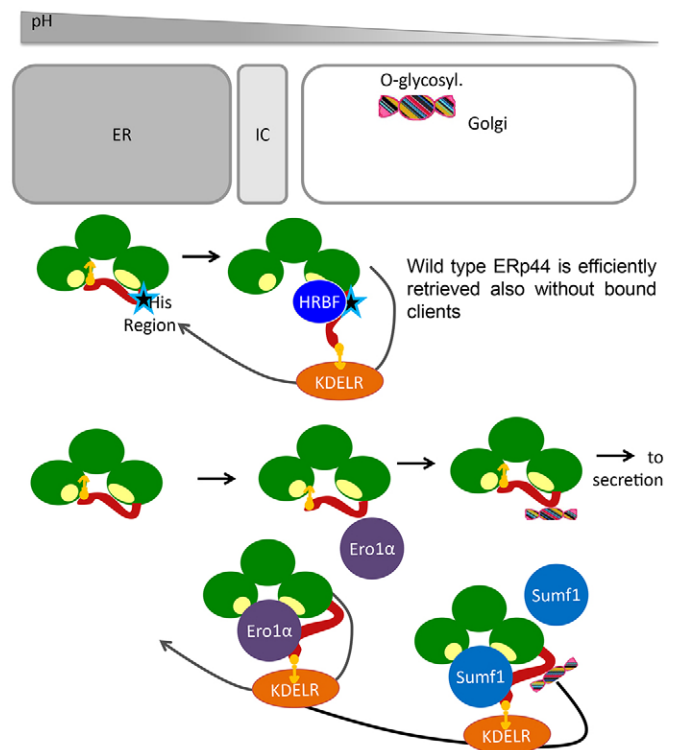 pH
O-glycosyl.
ER
IC
Golgi
His
Region
HRBF
KDELR
Wild type ERp44 is efficiently
retrieved also without bound
clients
to
secretion
Ero1α
Sumf1
Ero1α
Sumf1
KDELR
KDELR